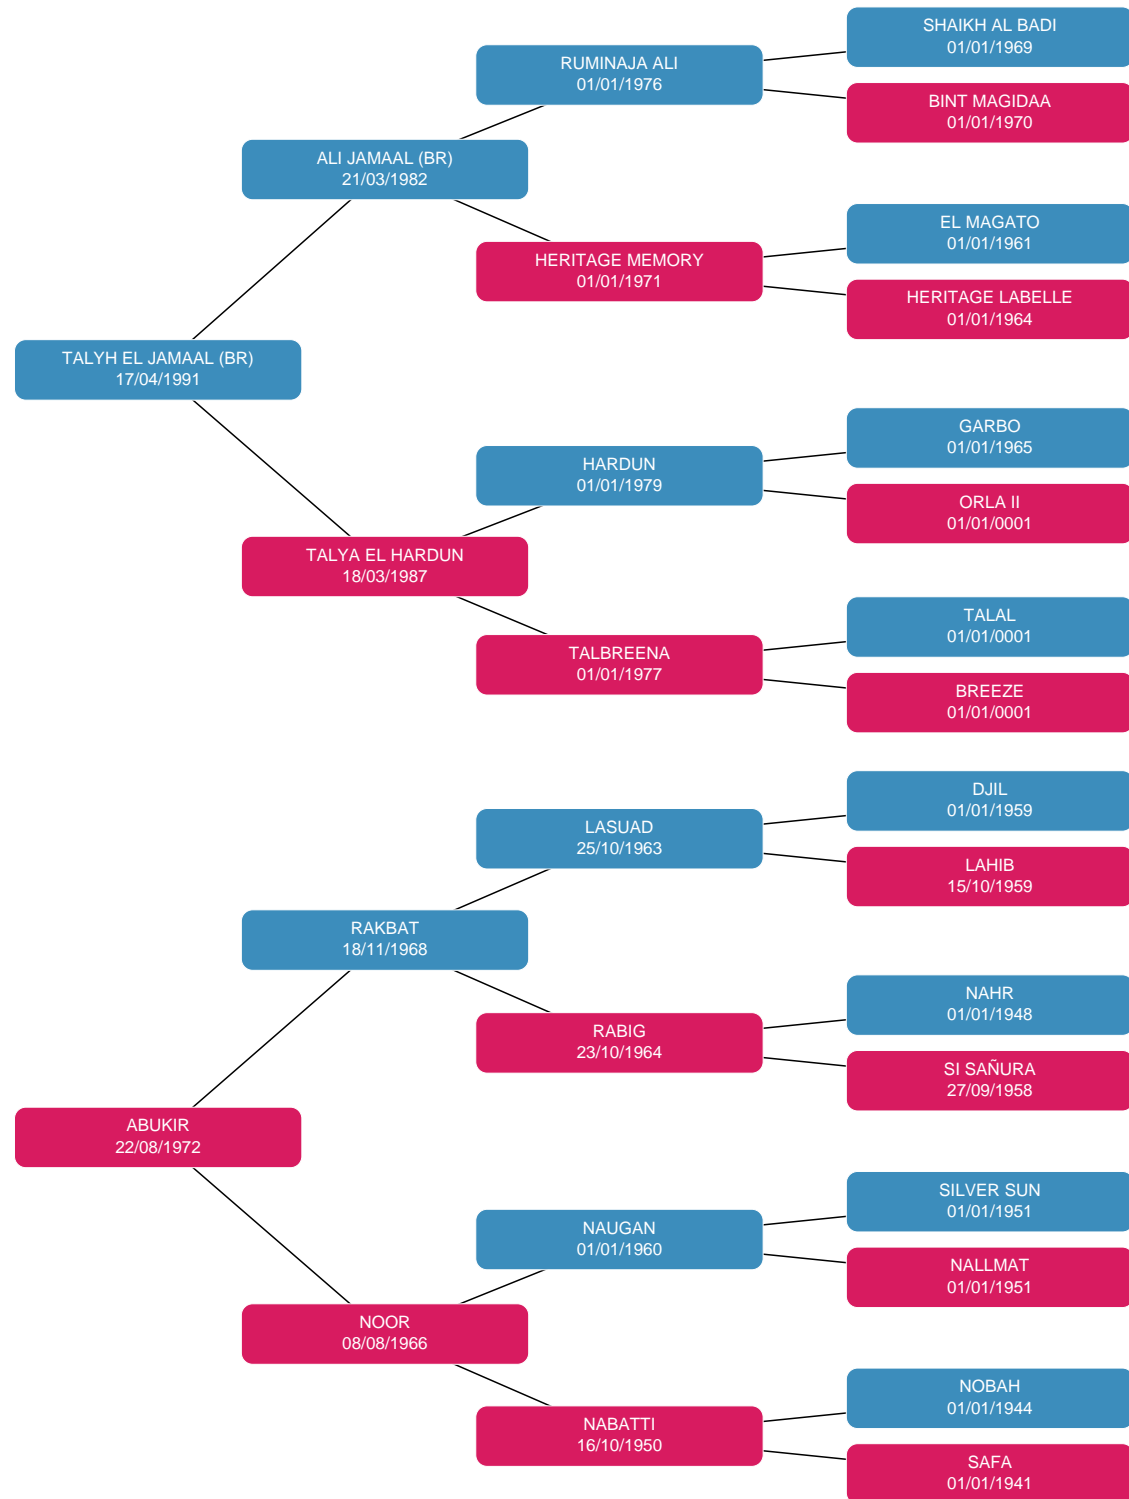 SHAIKH AL BADI
01/01/1969
RUMINAJA ALI
01/01/1976
BINT MAGIDAA
01/01/1970
ALI JAMAAL (BR)
21/03/1982
EL MAGATO
01/01/1961
HERITAGE MEMORY
01/01/1971
HERITAGE LABELLE
01/01/1964
TALYH EL JAMAAL (BR)
17/04/1991
GARBO
01/01/1965
HARDUN
01/01/1979
ORLA II
01/01/0001
TALYA EL HARDUN
18/03/1987
TALAL
01/01/0001
TALBREENA
01/01/1977
BREEZE
01/01/0001
DJIL
01/01/1959
LASUAD
25/10/1963
LAHIB
15/10/1959
RAKBAT
18/11/1968
NAHR
01/01/1948
RABIG
23/10/1964
SI SAÑURA
27/09/1958
ABUKIR
22/08/1972
SILVER SUN
01/01/1951
NAUGAN
01/01/1960
NALLMAT
01/01/1951
NOOR
08/08/1966
NOBAH
01/01/1944
NABATTI
16/10/1950
SAFA
01/01/1941